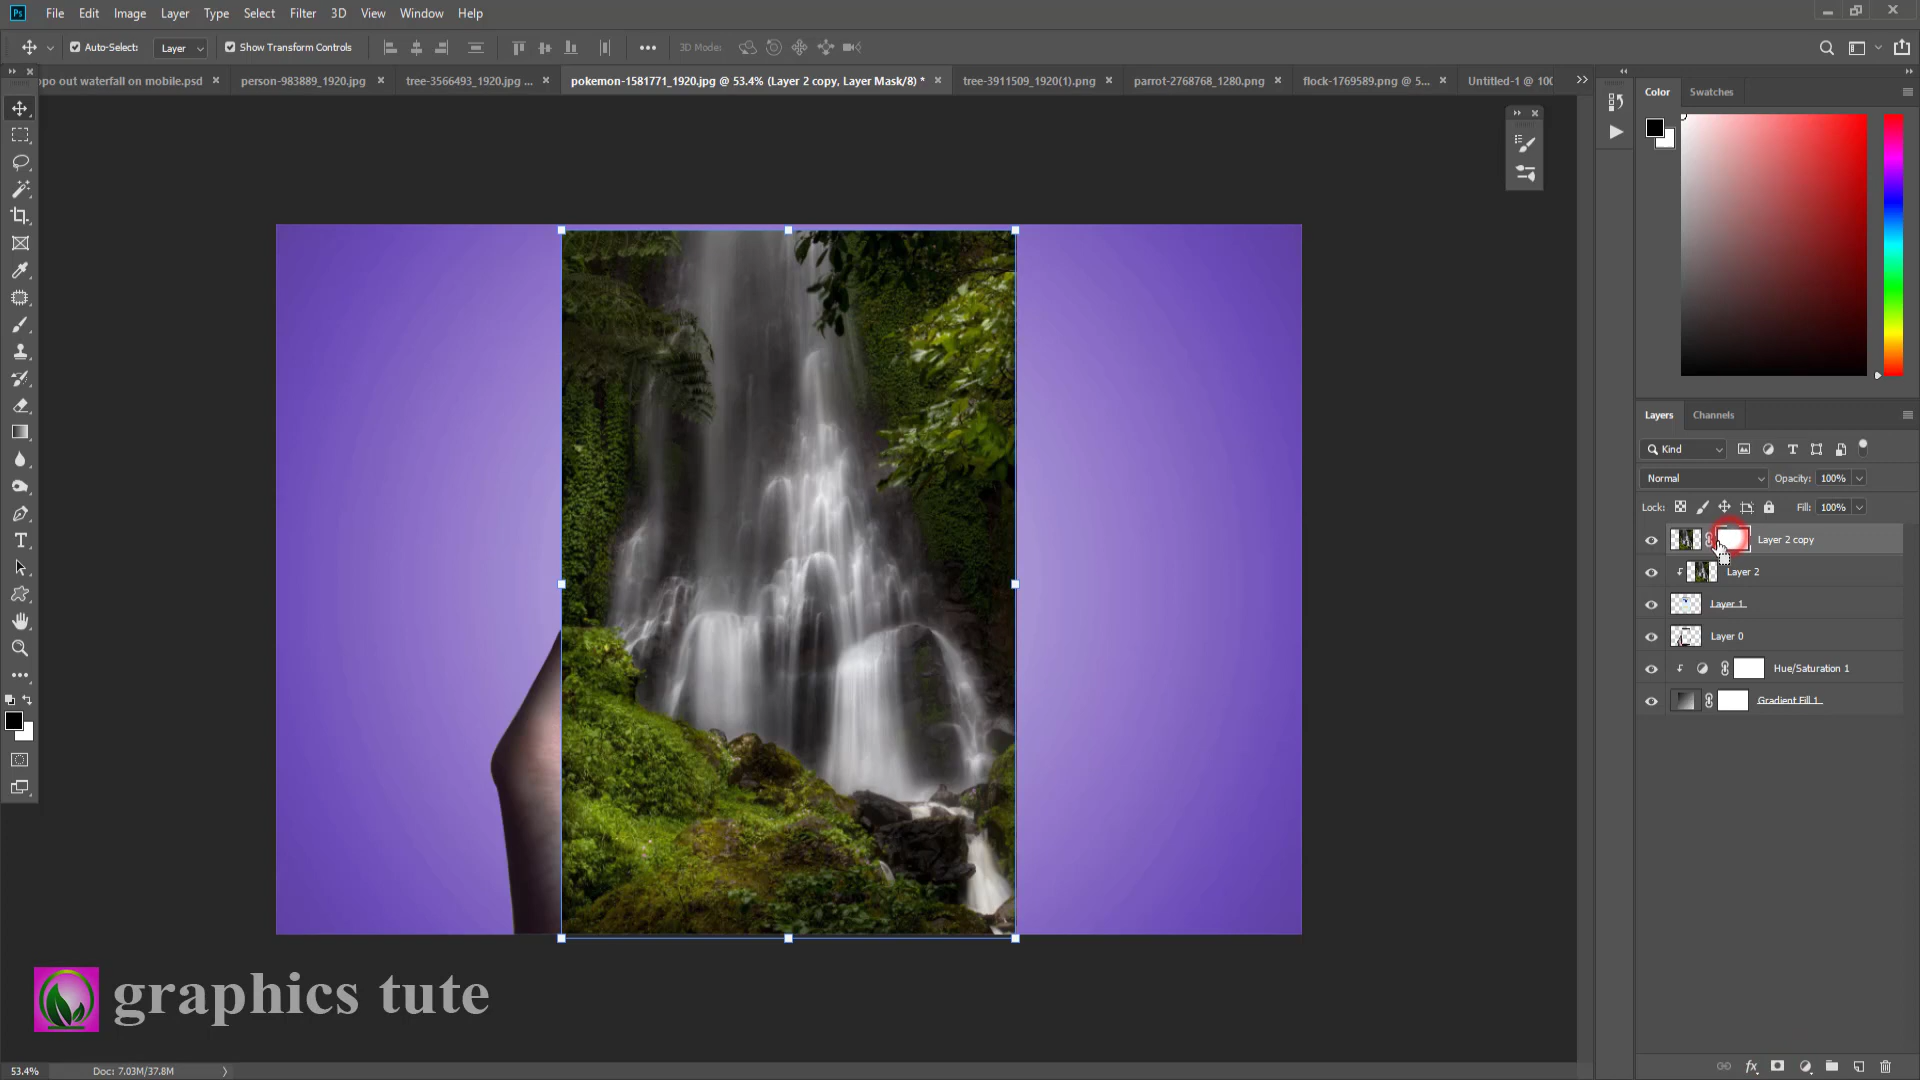 Ps File Edit Image Layer Type Select Filter 3D View Window Help
Auto-Select: Layer Show Transform Controls ••• 3D Mode:
opo out waterfall on mobile.psd × person-983889_1920.jpg × tree-3566493_1920.jpg ... × pokemon-1581771_1920.jpg @ 53.4% (Layer 2 copy, Layer Mask/8) * × tree-3911509_1920(1).png × parrot-2768768_1280.png × flock-1769589.png @ 5... × Untitled-1 @ 10(
Color Swatches
Layers Channels
Kind
Normal Opacity: 100%
Lock: Fill: 100%
Layer 2 copy
Layer 2
Layer 1
Layer 0
Hue/Saturation 1
Gradient Fill 1
graphics tute
53.4% Doc: 7.03M/37.8M
fx